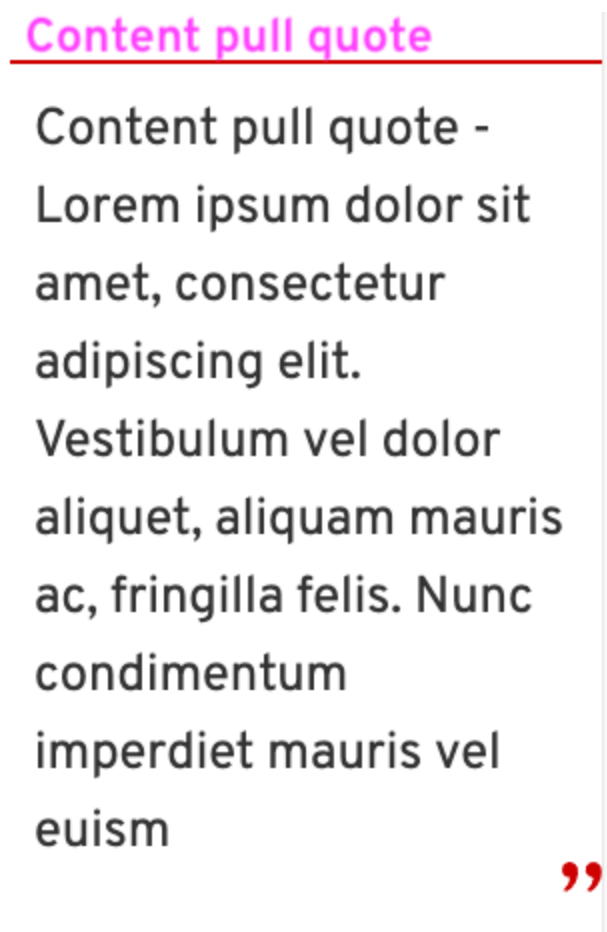 Content pull quote
Content pull quote -
Lorem ipsum dolor sit
amet, consectetur
adipiscing elit.
Vestibulum vel dolor
aliquet, aliquam mauris
ac, fringilla felis. Nunc
condimentum
imperdiet mauris vel
euism
”